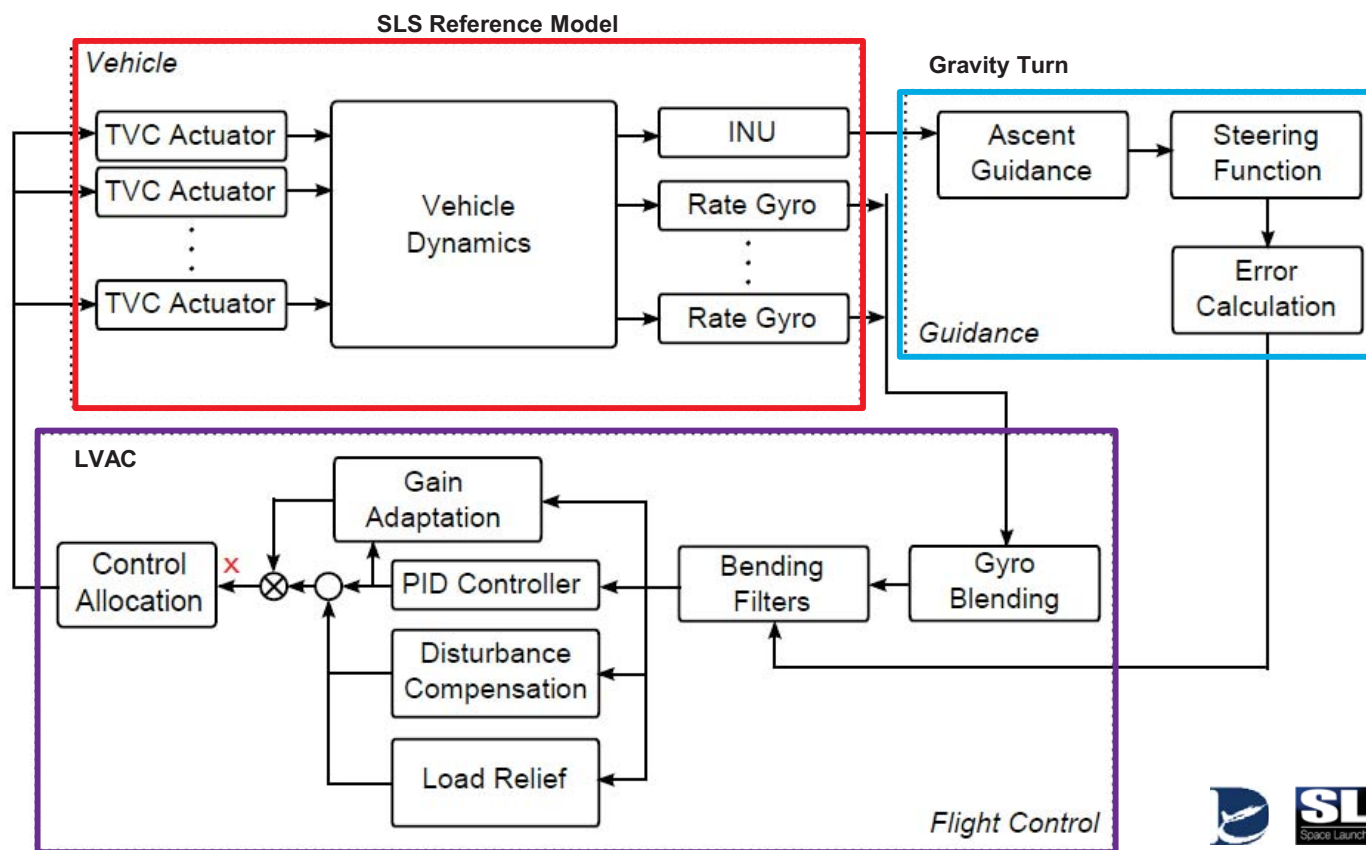 SLS Reference Model
Vehicle
Gravity Turn
TVC Actuator
TVC Actuator
TVC Actuator
Vehicle
Dynamics
INU
Rate Gyro
Rate Gyro
Ascent
Guidance
Steering
Function
Error
Calculation
Guidance
LVAC
Gain
Adaptation
Control
Allocation
x
PID Controller
Bending
Filters
Gyro
Blending
Disturbance
Compensation
Load Relief
Flight Control
SL
Space Launch